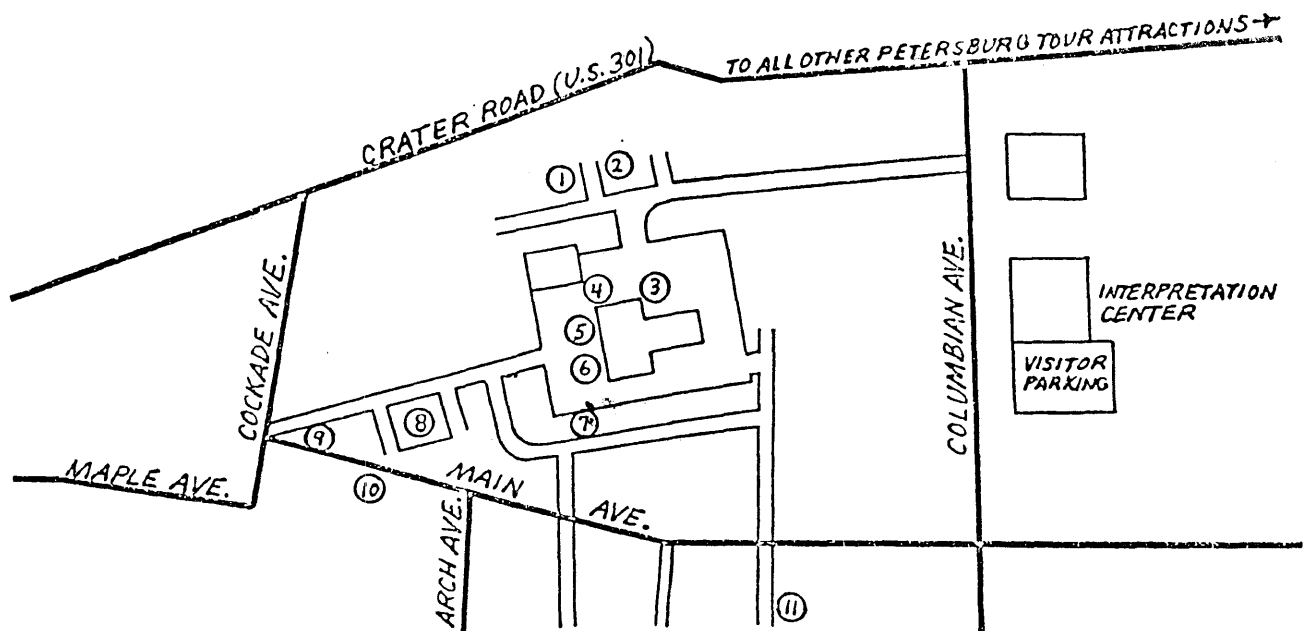 TO ALL OTHER PETERSBURG TOUR ATTRACTIONS →
CRATER ROAD (U.S. 301)
1
2
3
4
5
6
7
8
9
10
11
COCKADE AVE.
COLUMBIAN AVE.
INTERPRETATION
CENTER
VISITOR
PARKING
MAPLE AVE.
MAIN AVE.
ARCH AVE.